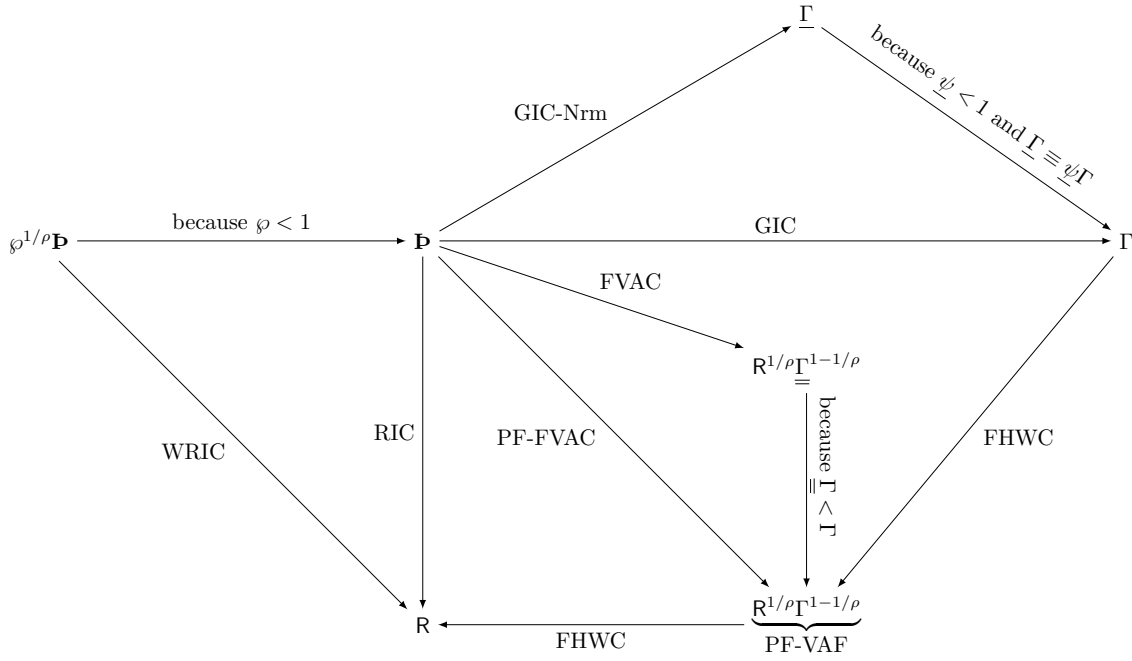 Γ̲
because ψ̲ < 1 and Γ̲ ≡ ψ̲Γ
GIC-Nrm
℘^{1/ρ}Þ
because ℘ < 1
Þ
GIC
Γ
FVAC
R^{1/ρ}Γ̳^{1−1/ρ}
WRIC
RIC
PF-FVAC
because Γ̳ < Γ
FHWC
R
FHWC
R^{1/ρ}Γ^{1−1/ρ}
PF-VAF